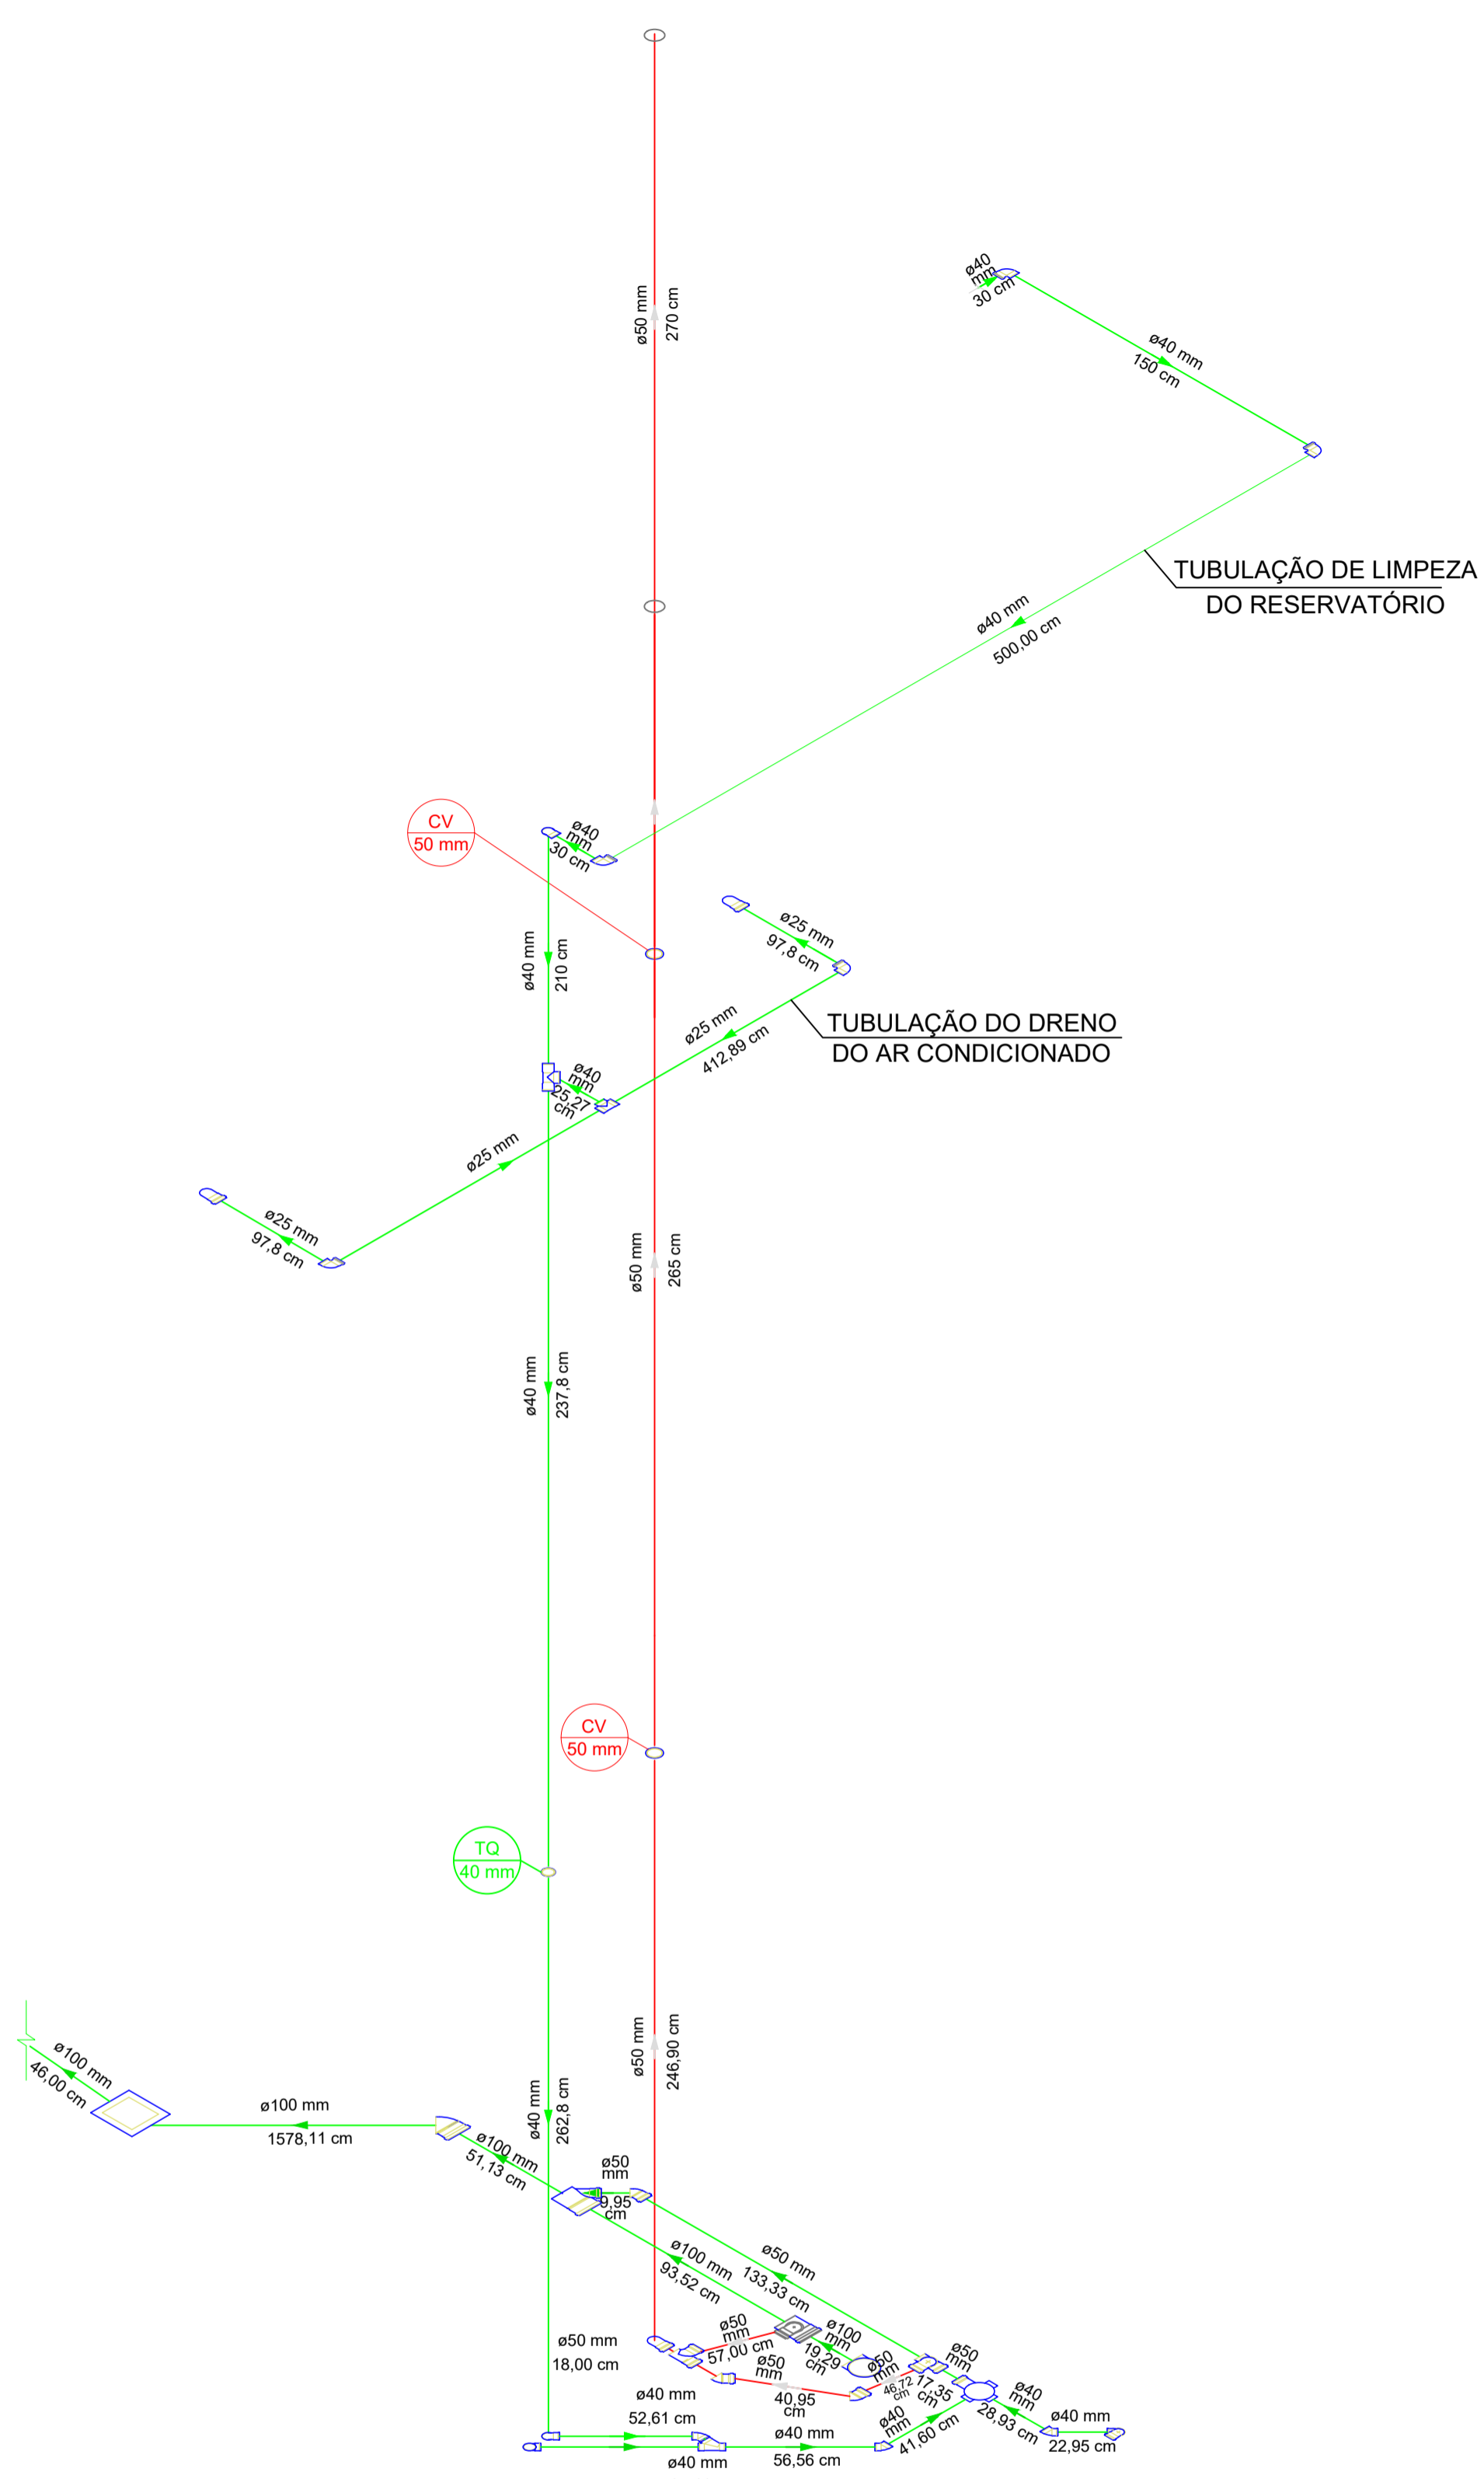 ø50 mm
270 cm
ø40
mm
30 cm
ø40 mm
150 cm
TUBULAÇÃO DE LIMPEZA
DO RESERVATÓRIO
ø40 mm
500,00 cm
CV
50 mm
ø40
mm
30 cm
ø40 mm
210 cm
ø25 mm
97,8 cm
TUBULAÇÃO DO DRENO
DO AR CONDICIONADO
ø25 mm
412,89 cm
ø40
mm
25,27
cm
ø25 mm
ø25 mm
97,8 cm
ø50 mm
265 cm
ø40 mm
237,8 cm
CV
50 mm
TQ
40 mm
ø50 mm
246,90 cm
ø40 mm
262,8 cm
ø100 mm
46,00 cm
ø100 mm
1578,11 cm
ø100 mm
51,13 cm
ø50
mm
9,95
cm
ø100 mm
93,52 cm
ø50 mm
133,33 cm
ø50
mm
57,00 cm
ø100
mm
19,29
cm
ø50 mm
18,00 cm
ø50
mm
40,95
cm
ø50
mm
46,72
cm
ø50
mm
17,35
cm
ø40
mm
28,93 cm
ø40 mm
22,95 cm
ø40 mm
52,61 cm
ø40 mm
ø40 mm
56,56 cm
ø40
mm
41,60 cm